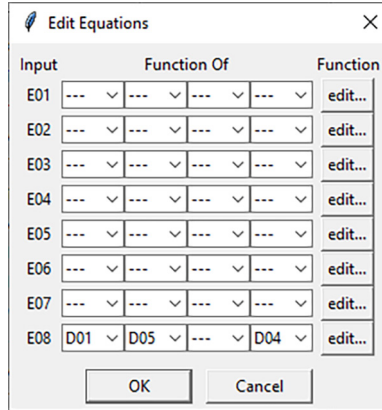 Edit Equations
Input Function Of Function
E01 --- --- --- --- edit...
E02 --- --- --- --- edit...
E03 --- --- --- --- edit...
E04 --- --- --- --- edit...
E05 --- --- --- --- edit...
E06 --- --- --- --- edit...
E07 --- --- --- --- edit...
E08 D01 D05 --- D04 edit...
OK Cancel